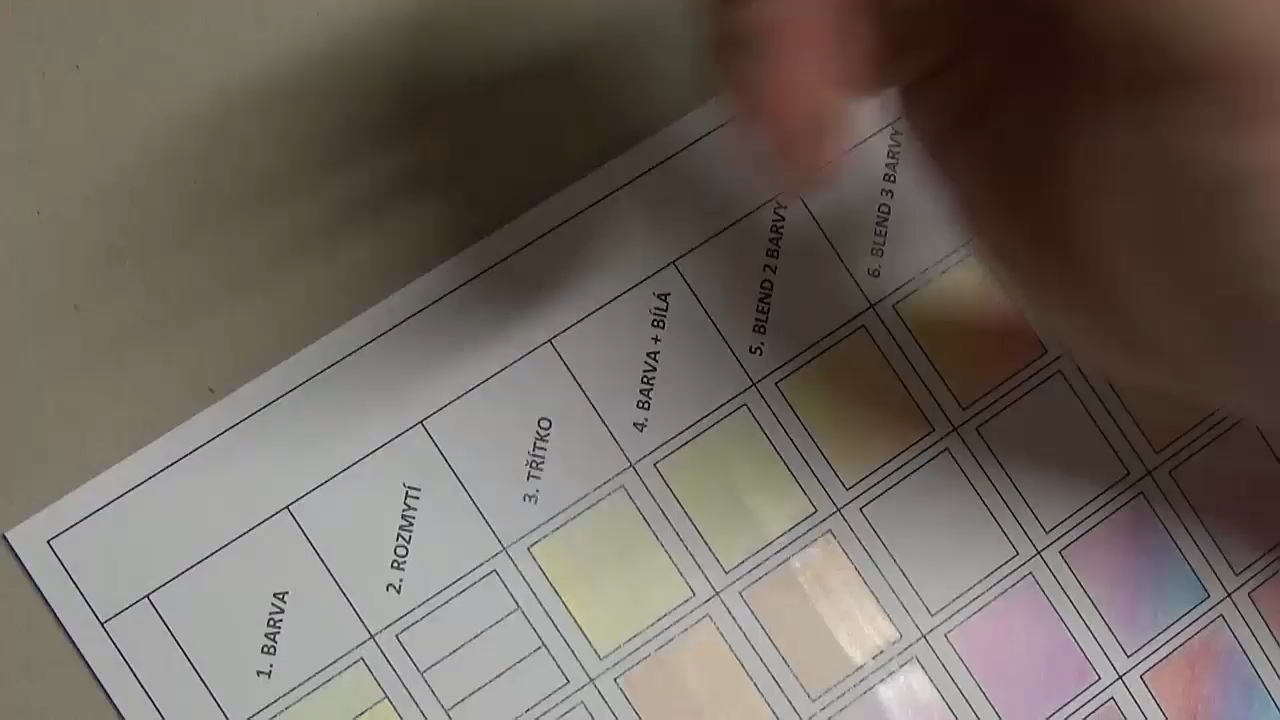 1. BARVA
2. ROZMYTÍ
3. TŘÍTKO
4. BARVA + BÍLÁ
5. BLEND 2 BARVY
6. BLEND 3 BARVY